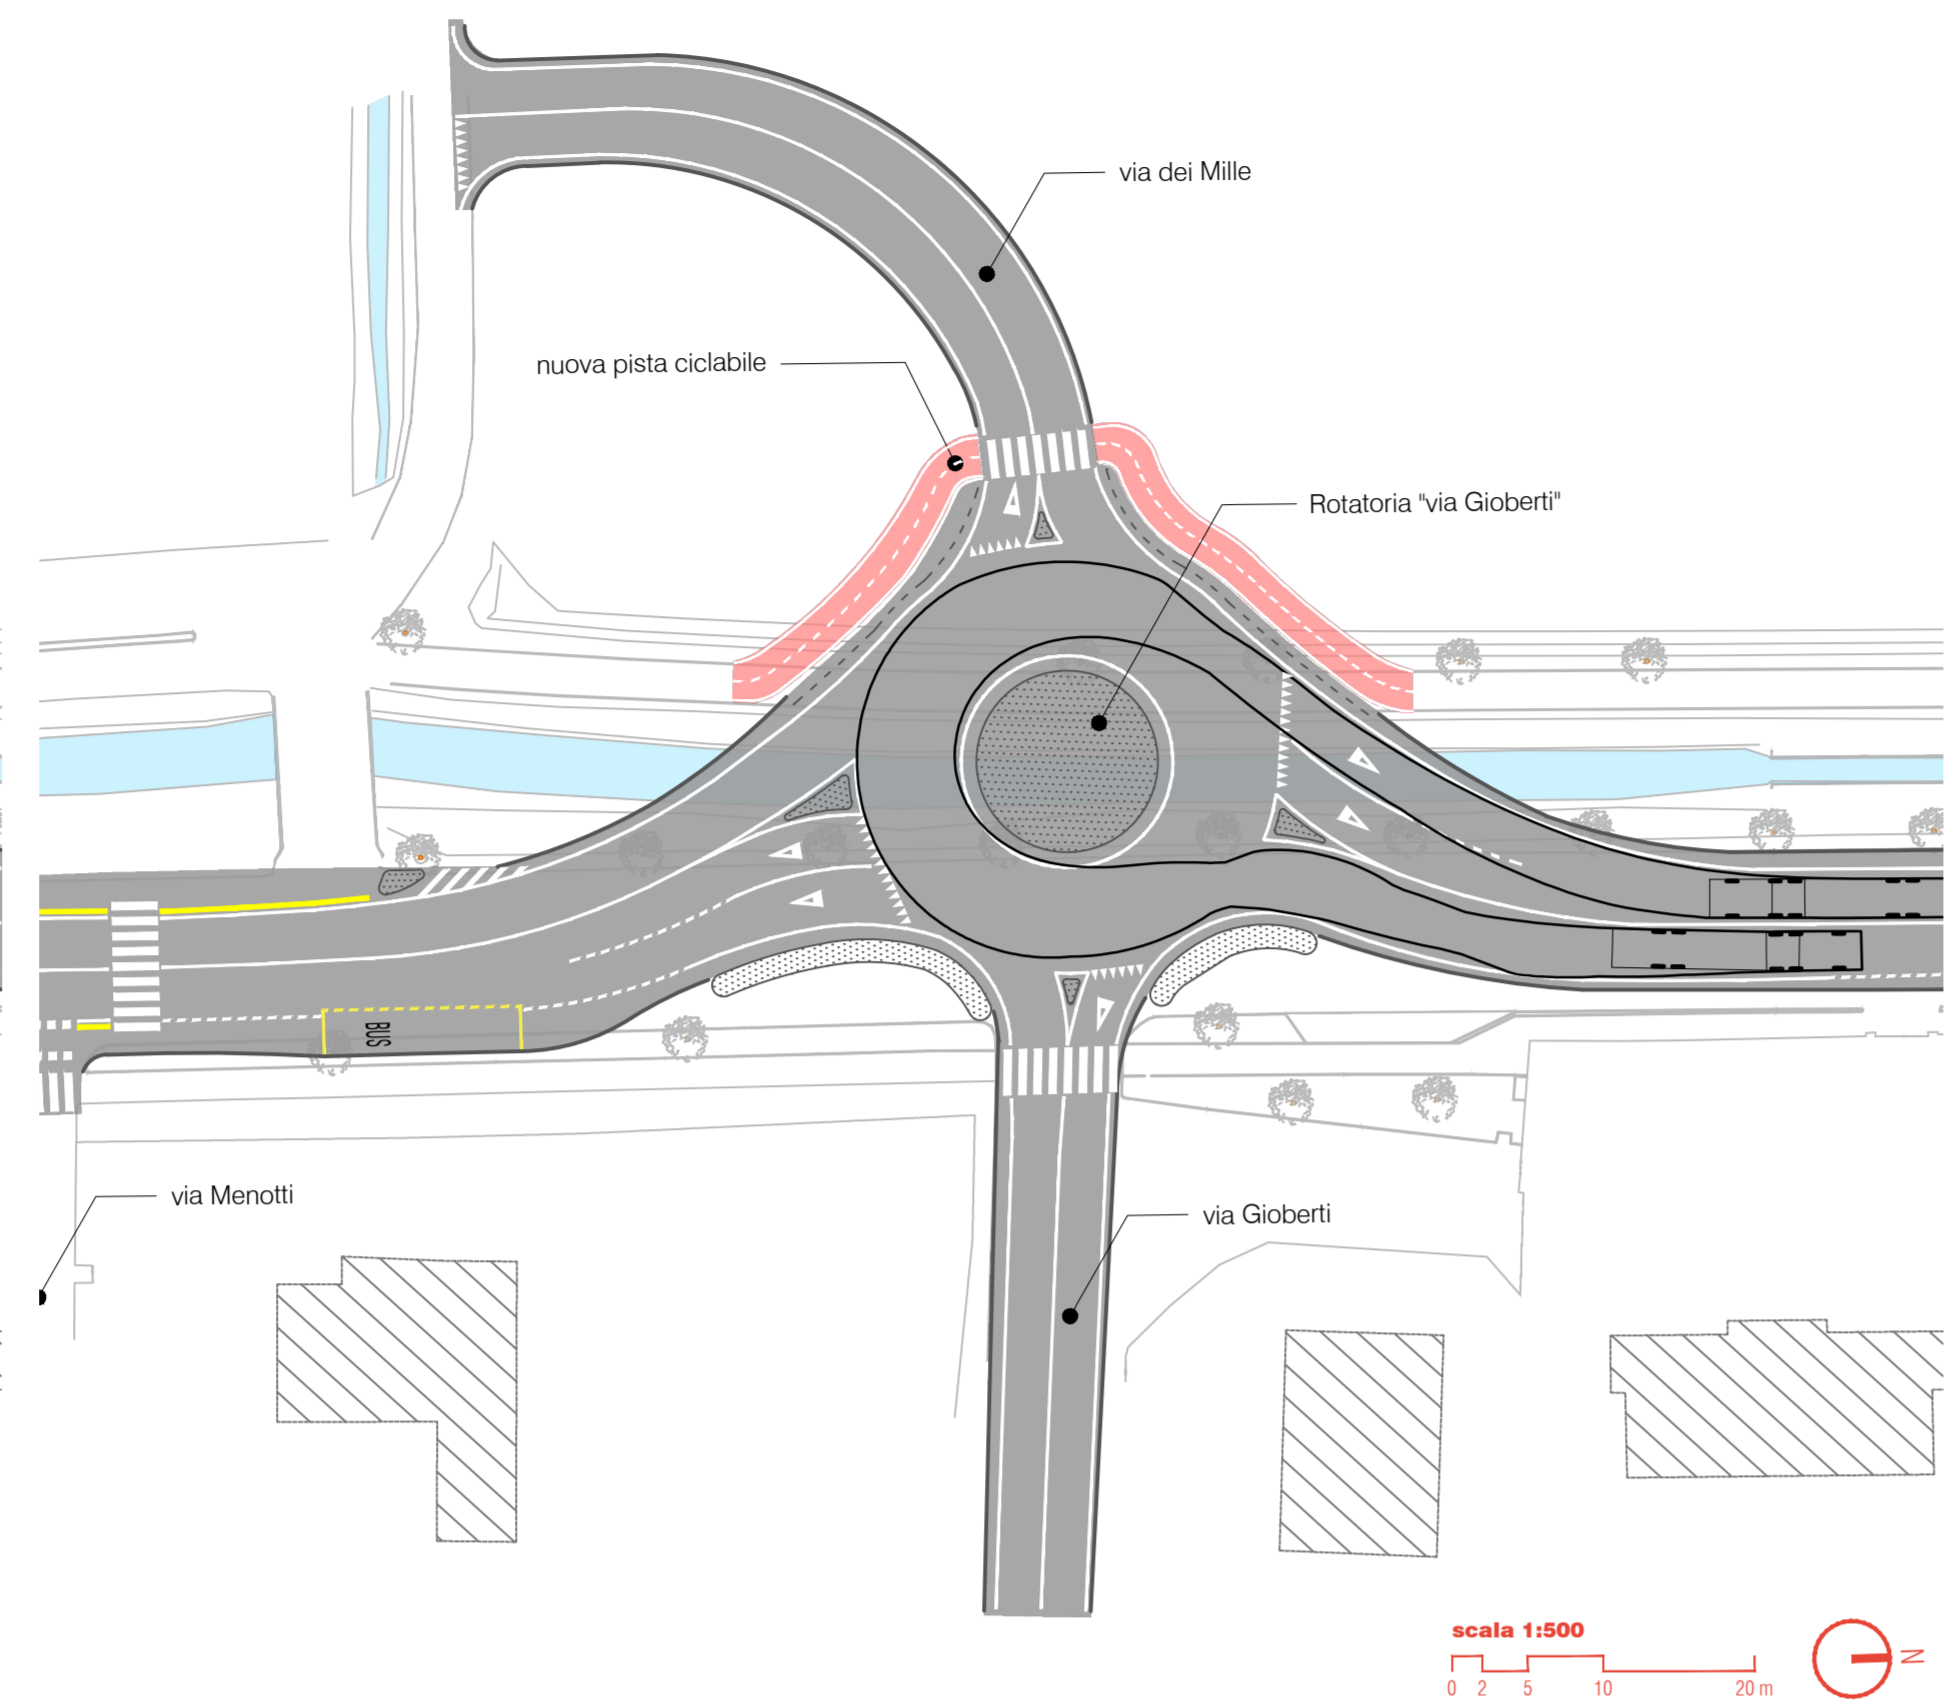 via dei Mille
nuova pista ciclabile
Rotatoria "via Gioberti"
BUS
via Menotti
via Gioberti
scala 1:500
0 2 5 10 20 m
N